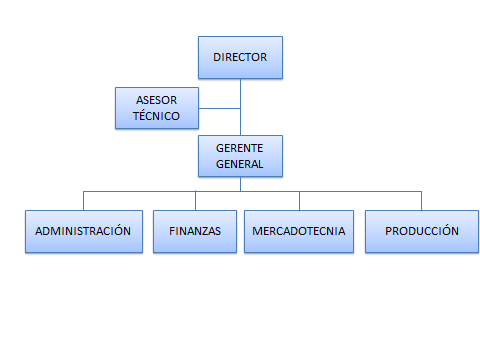 DIRECTOR
ASESOR
TÉCNICO
GERENTE
GENERAL
ADMINISTRACIÓN
FINANZAS
MERCADOTECNIA
PRODUCCIÓN